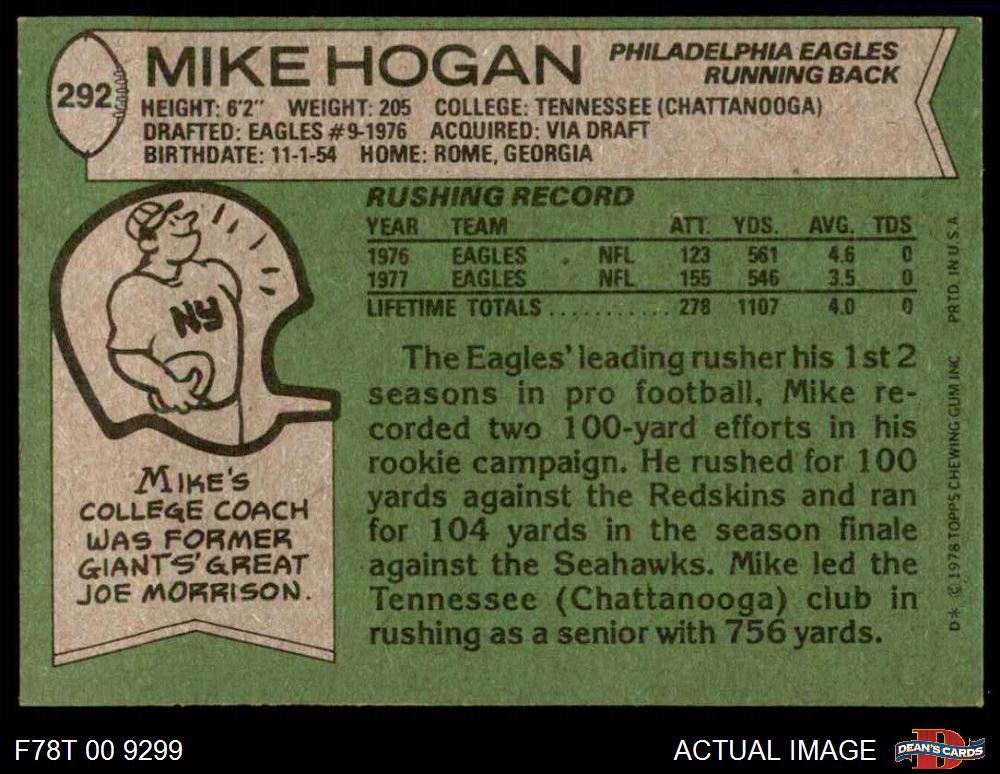 292
MIKE HOGAN
PHILADELPHIA EAGLES
RUNNING BACK
HEIGHT: 6'2" WEIGHT: 205 COLLEGE: TENNESSEE (CHATTANOOGA)
DRAFTED: EAGLES #9-1976 ACQUIRED: VIA DRAFT
BIRTHDATE: 11-1-54 HOME: ROME, GEORGIA
RUSHING RECORD
YEAR TEAM ATT. YDS. AVG. TDS
1976 EAGLES NFL 123 561 4.6 0
1977 EAGLES NFL 155 546 3.5 0
LIFETIME TOTALS . . . . . . . . . . . 278 1107 4.0 0
NY
MIKE'S
COLLEGE COACH
WAS FORMER
GIANTS' GREAT
JOE MORRISON.
The Eagles' leading rusher his 1st 2
seasons in pro football, Mike re-
corded two 100-yard efforts in his
rookie campaign. He rushed for 100
yards against the Redskins and ran
for 104 yards in the season finale
against the Seahawks. Mike led the
Tennessee (Chattanooga) club in
rushing as a senior with 756 yards.
D* © 1978 TOPPS CHEWING GUM INC. PRTD. IN U.S.A.
F78T 00 9299
ACTUAL IMAGE
D
DEAN'S CARDS